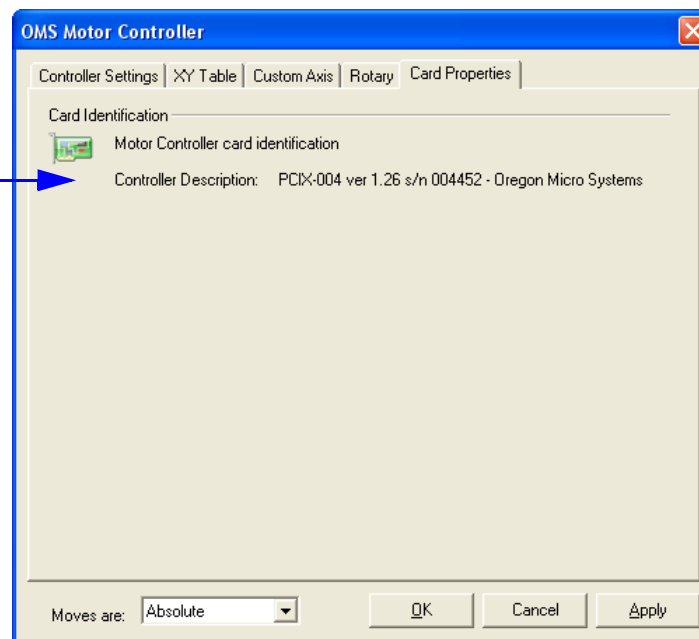 OMS Motor Controller
Controller Settings XY Table Custom Axis Rotary Card Properties
Card Identification
Motor Controller card identification
Controller Description: PCIX-004 ver 1.26 s/n 004452 - Oregon Micro Systems
Moves are: Absolute OK Cancel Apply